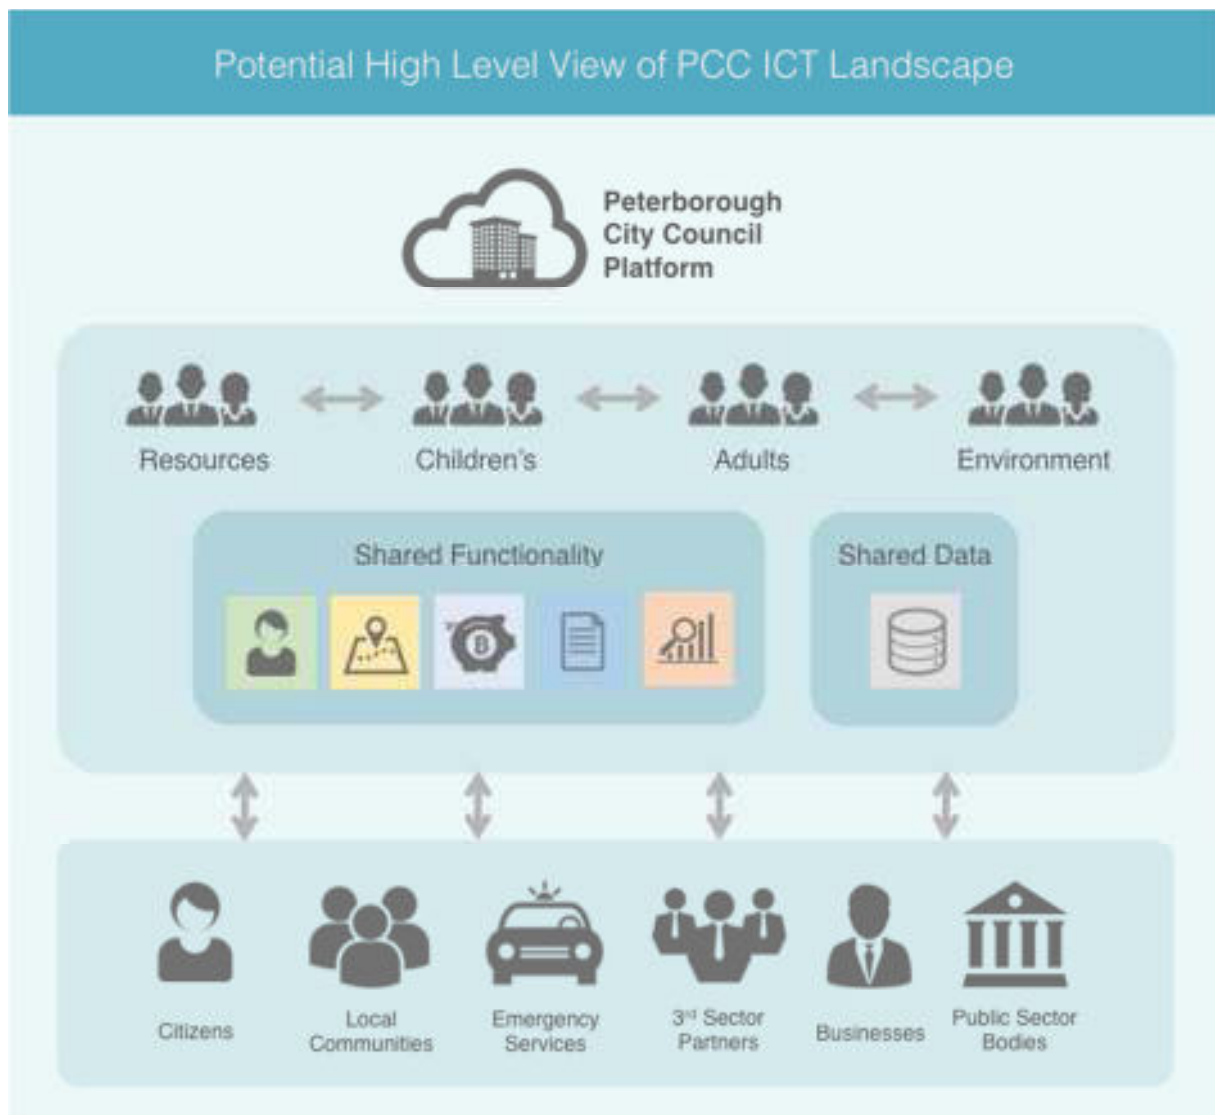 Potential High Level View of PCC ICT Landscape
Peterborough
City Council
Platform
Resources
Children's
Adults
Environment
Shared Functionality
Shared Data
B
Citizens
Local
Communities
Emergency
Services
3rd Sector
Partners
Businesses
Public Sector
Bodies